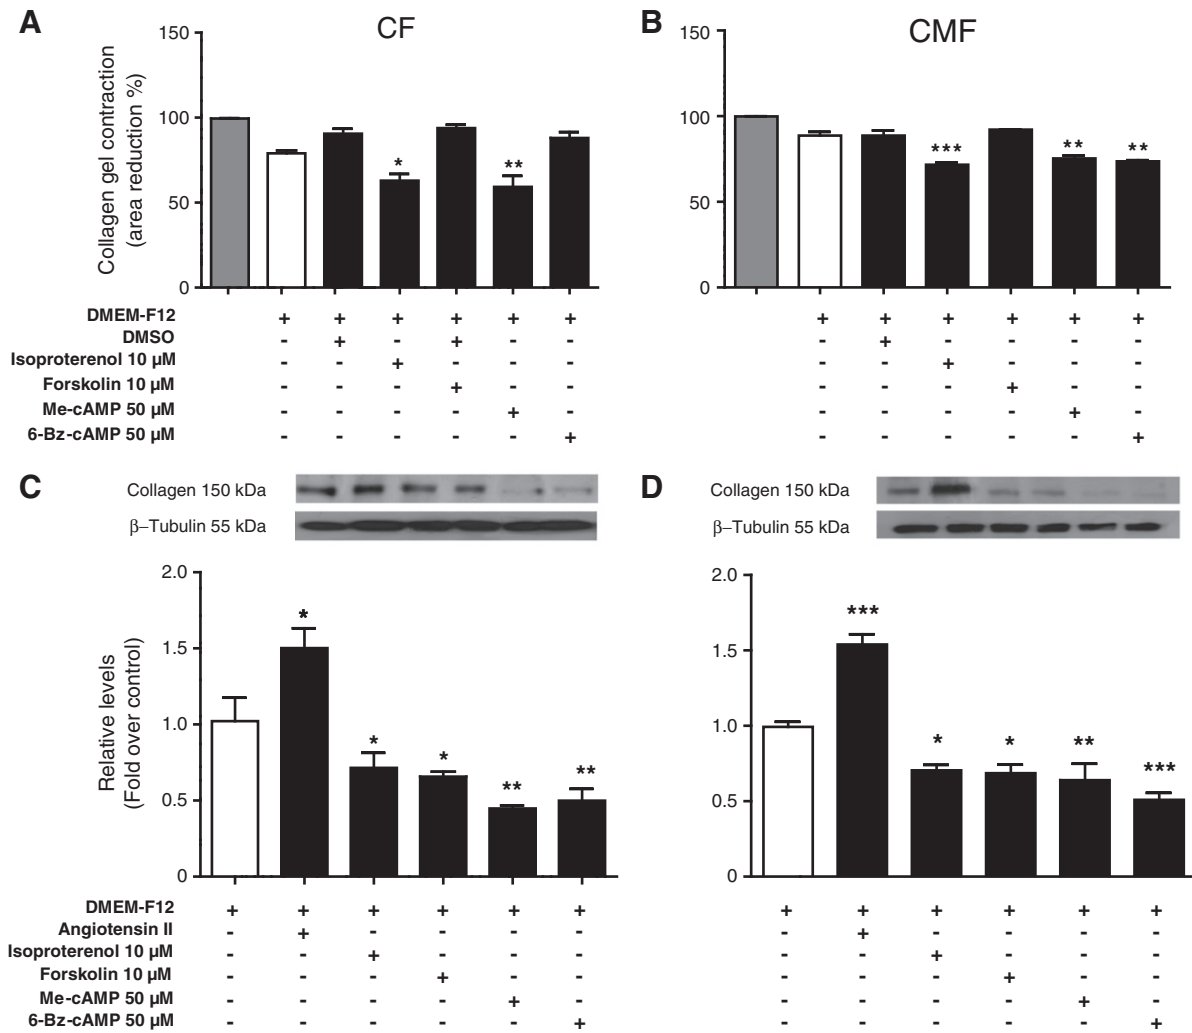 A
CF
150
100
50
0
Collagen gel contraction
(area reduction %)
* **
B
CMF
150
100
50
0
*** ** **
DMEM-F12 + + + + + + + + + + + +
DMSO - + - + - - - + - - - -
Isoproterenol 10 µM - - + - - - - - + - - -
Forskolin 10 µM - - - + - - - - - + - -
Me-cAMP 50 µM - - - - + - - - - - + -
6-Bz-cAMP 50 µM - - - - - + - - - - - +
C
Collagen 150 kDa
β–Tubulin 55 kDa
2.0
1.5
1.0
0.5
0
Relative levels
(Fold over control)
* * * ** **
D
Collagen 150 kDa
β–Tubulin 55 kDa
2.0
1.5
1.0
0.5
0
*** * * ** ***
DMEM-F12 + + + + + + + + + + + +
Angiotensin II - + - - - - - + - - - -
Isoproterenol 10 µM - - + - - - - - + - - -
Forskolin 10 µM - - - + - - - - - + - -
Me-cAMP 50 µM - - - - + - - - - - + -
6-Bz-cAMP 50 µM - - - - - + - - - - - +